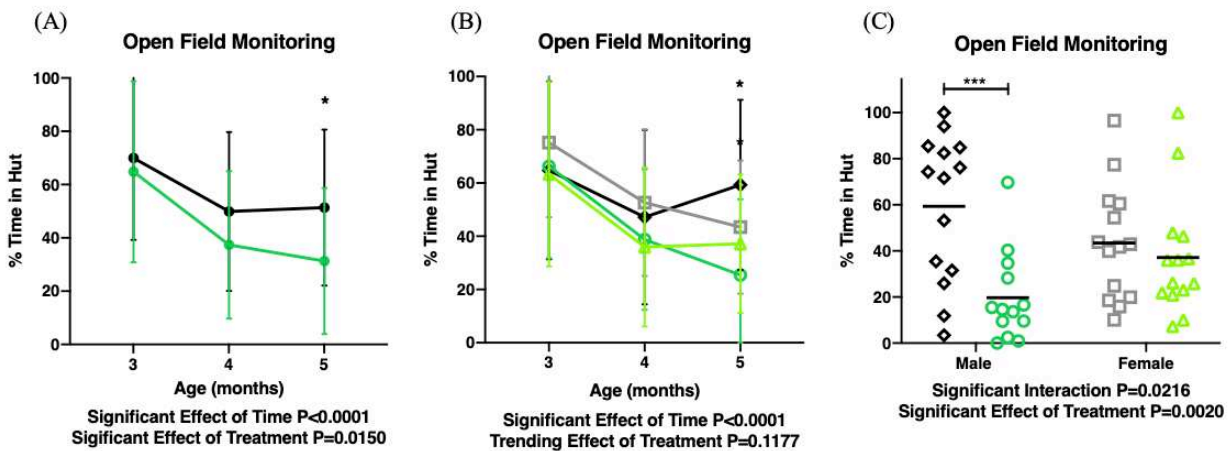 (A)
Open Field Monitoring
% Time in Hut
100
80
60
40
20
0
*
3 4 5
Age (months)
Significant Effect of Time P<0.0001
Sigificant Effect of Treatment P=0.0150
(B)
Open Field Monitoring
% Time in Hut
100
80
60
40
20
0
*
*
3 4 5
Age (months)
Significant Effect of Time P<0.0001
Trending Effect of Treatment P=0.1177
(C)
Open Field Monitoring
% Time in Hut
100
80
60
40
20
0
***
Male Female
Significant Interaction P=0.0216
Significant Effect of Treatment P=0.0020